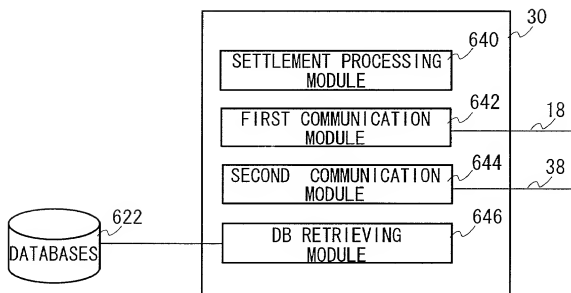 30
640
SETTLEMENT PROCESSING
MODULE
642
FIRST COMMUNICATION
MODULE
18
644
SECOND COMMUNICATION
MODULE
38
622
DATABASES
646
DB RETRIEVING
MODULE